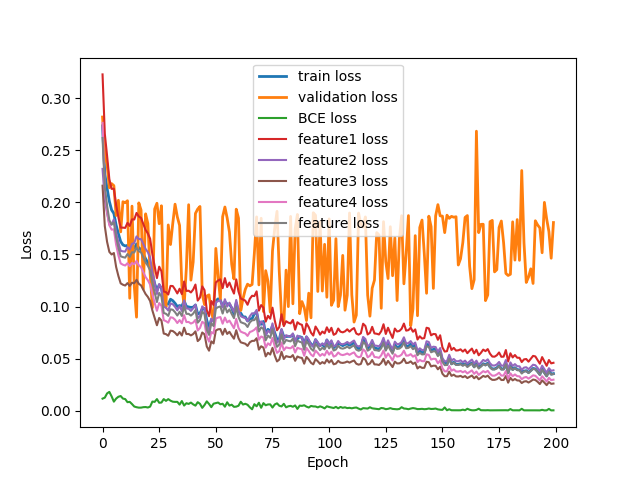 0.30
0.25
0.20
0.15
0.10
0.05
0.00
Loss
train loss
validation loss
BCE loss
feature1 loss
feature2 loss
feature3 loss
feature4 loss
feature loss
0 25 50 75 100 125 150 175 200
Epoch